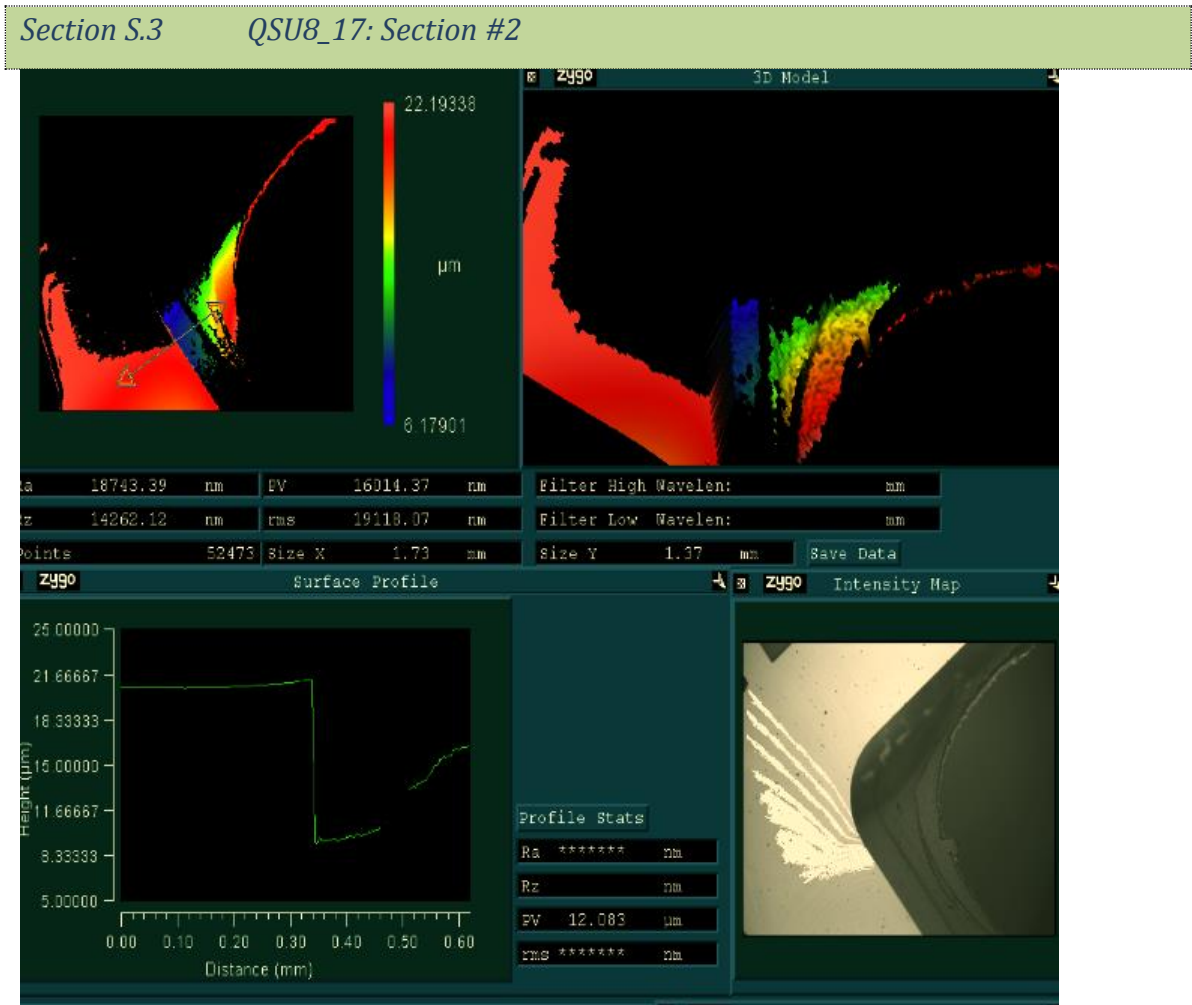 Section S.3 QSU8_17: Section #2
zygo 3D Model
22.19338
µm
6.17901
Ra 18743.39 nm PV 16014.37 nm Filter High Wavelen: mm
Rz 14262.12 nm rms 19118.07 nm Filter Low Wavelen: mm
Points 52473 Size X 1.73 mm Size Y 1.37 mm Save Data
zygo Surface Profile
zygo Intensity Map
25.00000
21.66667
18.33333
15.00000
11.66667
8.33333
5.00000
Height (µm)
0.00 0.10 0.20 0.30 0.40 0.50 0.60
Distance (mm)
Profile Stats
Ra ******* nm
Rz nm
PV 12.083 µm
rms ******* nm